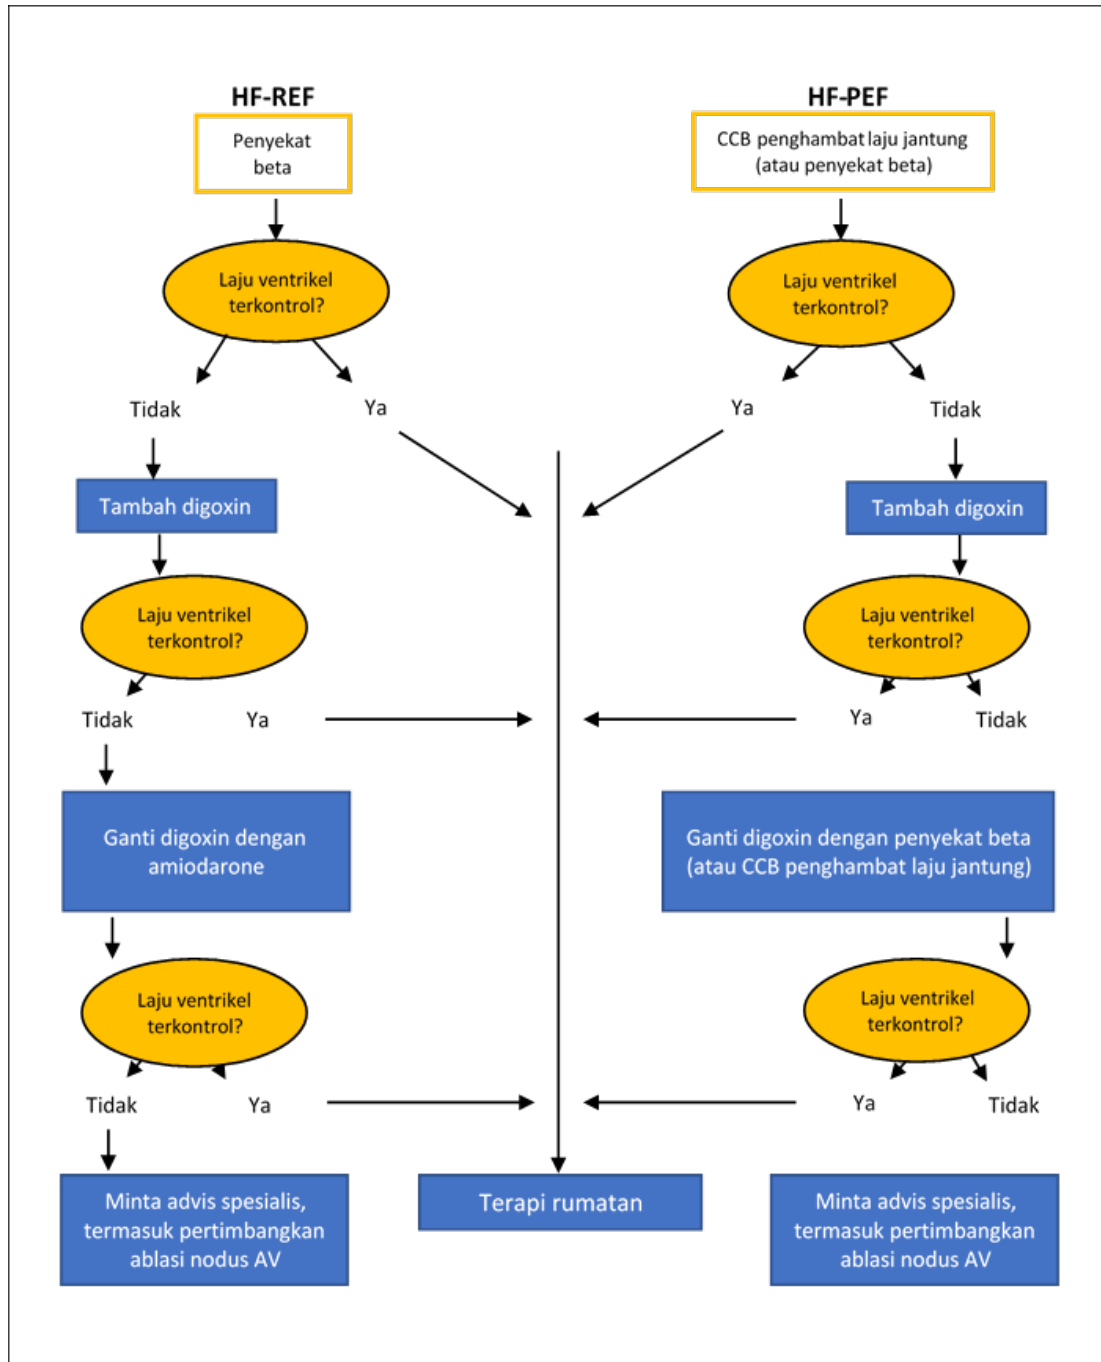 HF-REF
HF-PEF
Penyekat
beta
CCB penghambat laju jantung
(atau penyekat beta)
Laju ventrikel
terkontrol?
Laju ventrikel
terkontrol?
Tidak
Ya
Ya
Tidak
Tambah digoxin
Tambah digoxin
Laju ventrikel
terkontrol?
Laju ventrikel
terkontrol?
Tidak
Ya
Ya
Tidak
Ganti digoxin dengan
amiodarone
Ganti digoxin dengan penyekat beta
(atau CCB penghambat laju jantung)
Laju ventrikel
terkontrol?
Laju ventrikel
terkontrol?
Tidak
Ya
Ya
Tidak
Minta advis spesialis,
termasuk pertimbangkan
ablasi nodus AV
Terapi rumatan
Minta advis spesialis,
termasuk pertimbangkan
ablasi nodus AV